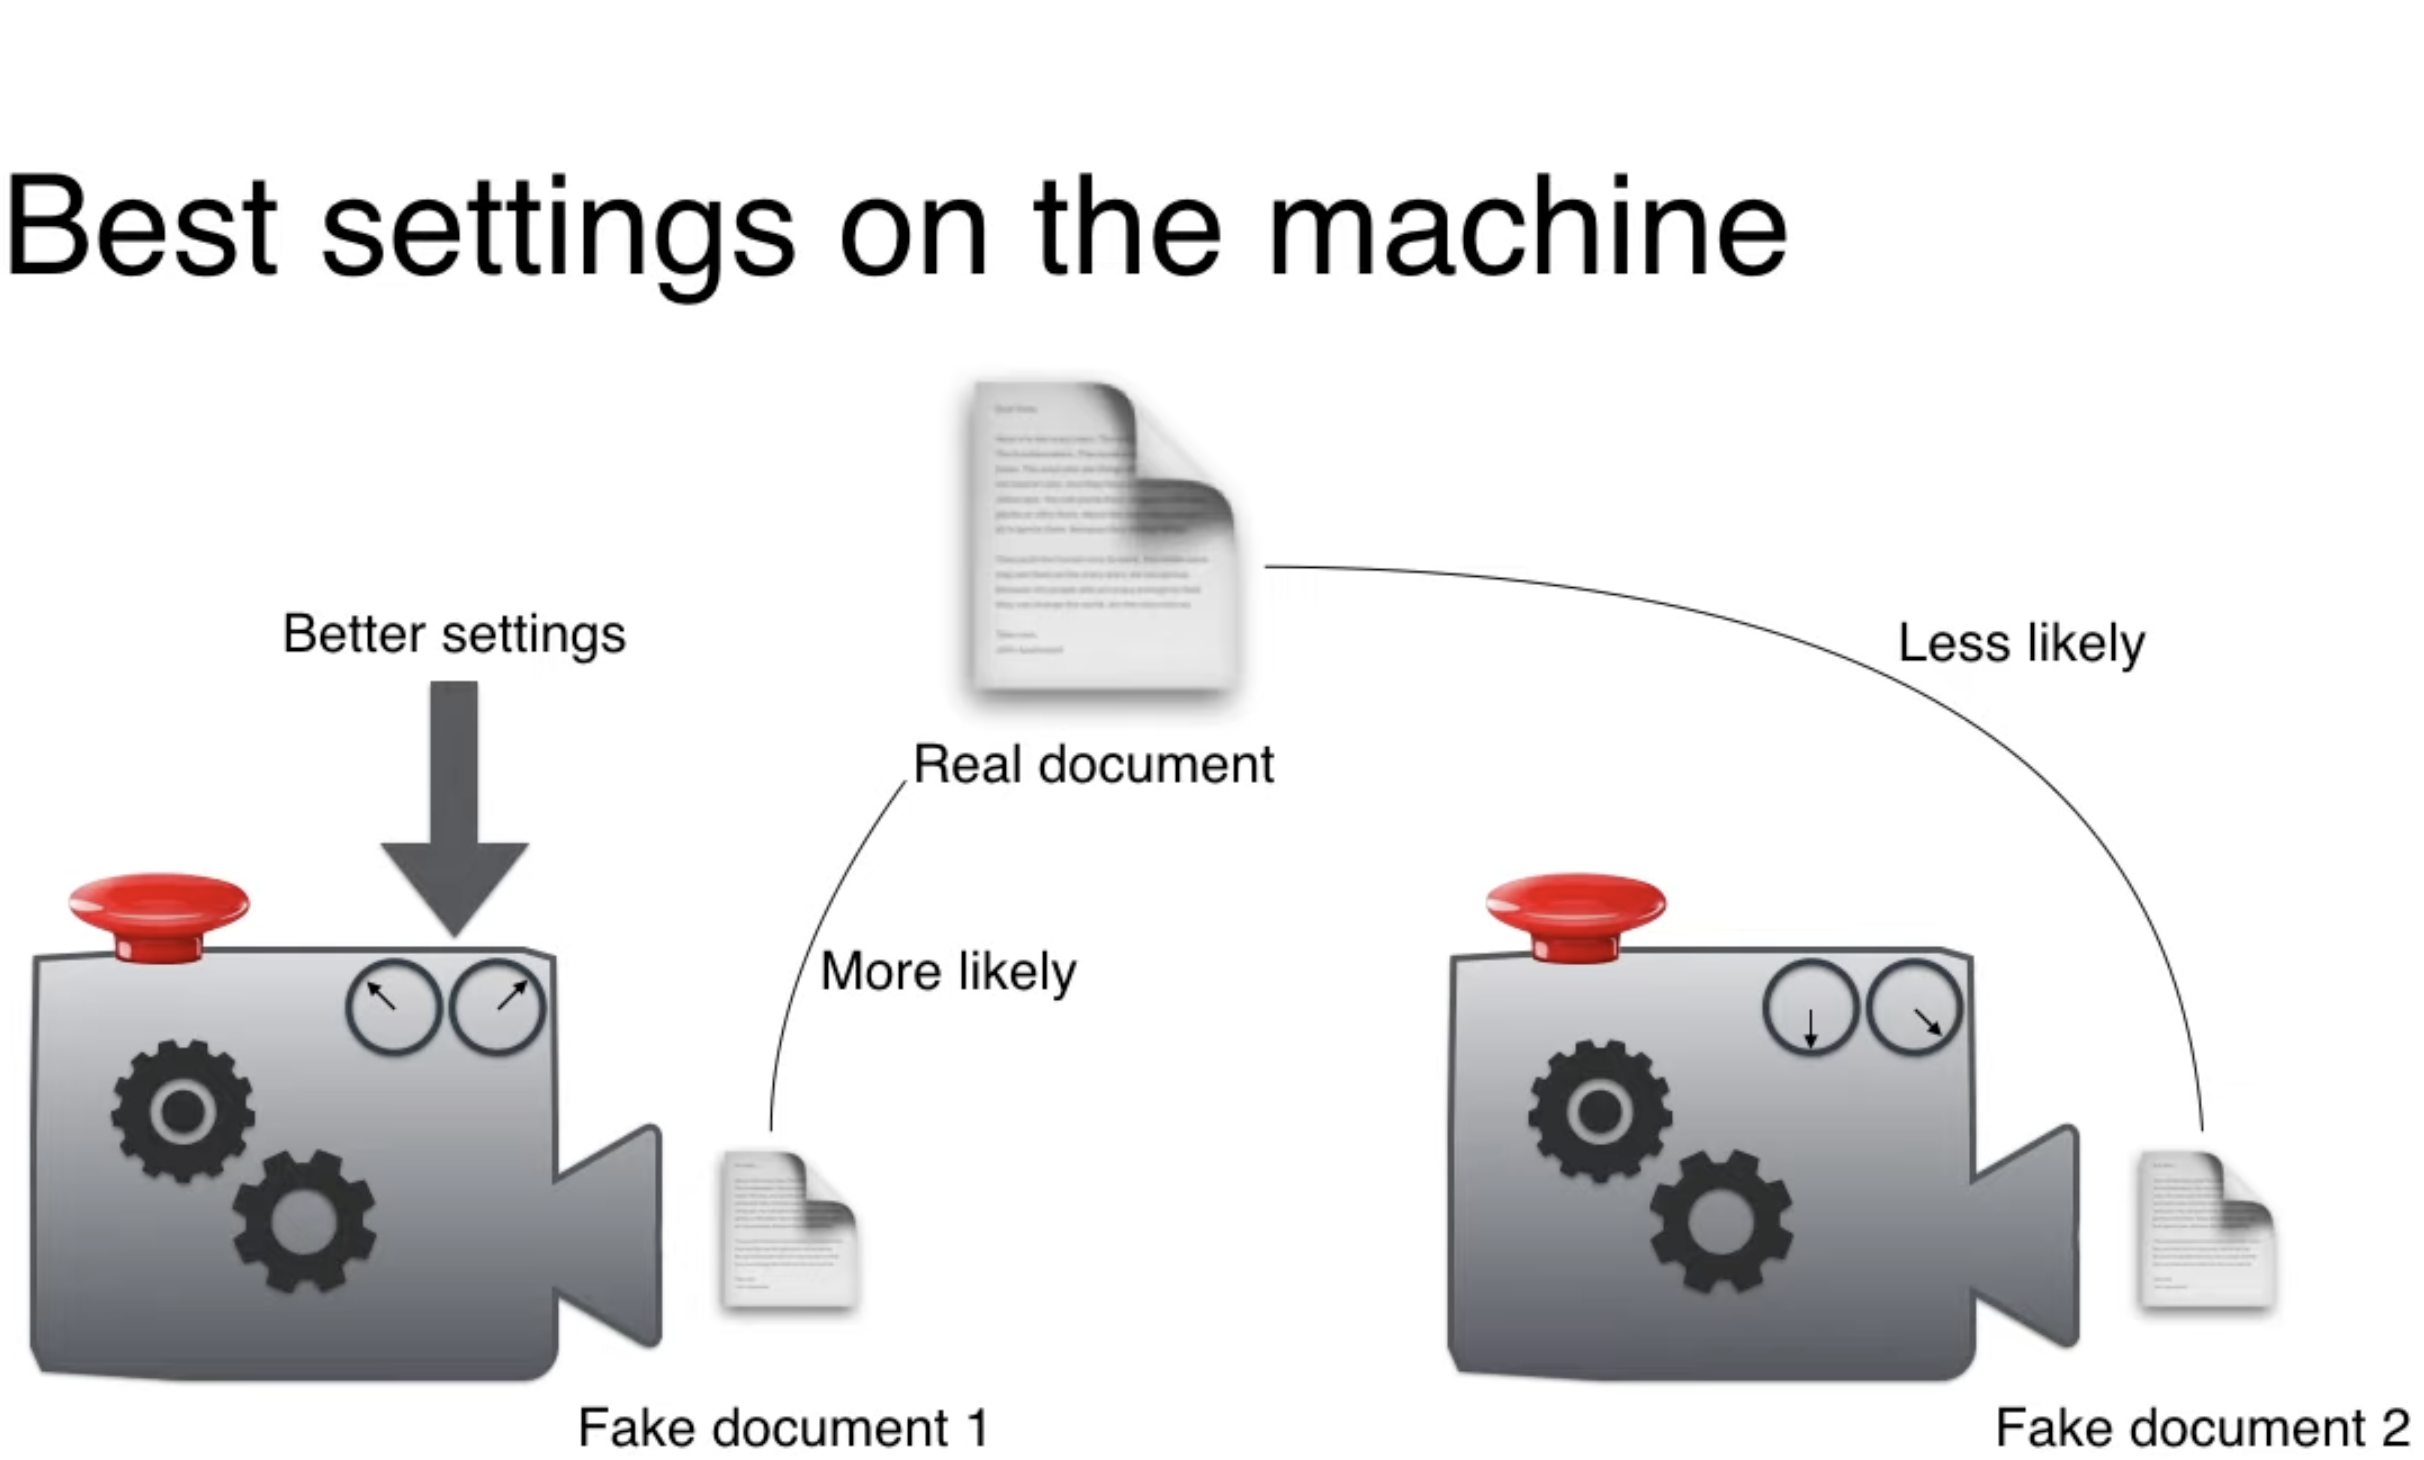 Best settings on the machine
Better settings
Less likely
Real document
More likely
Fake document 1
Fake document 2